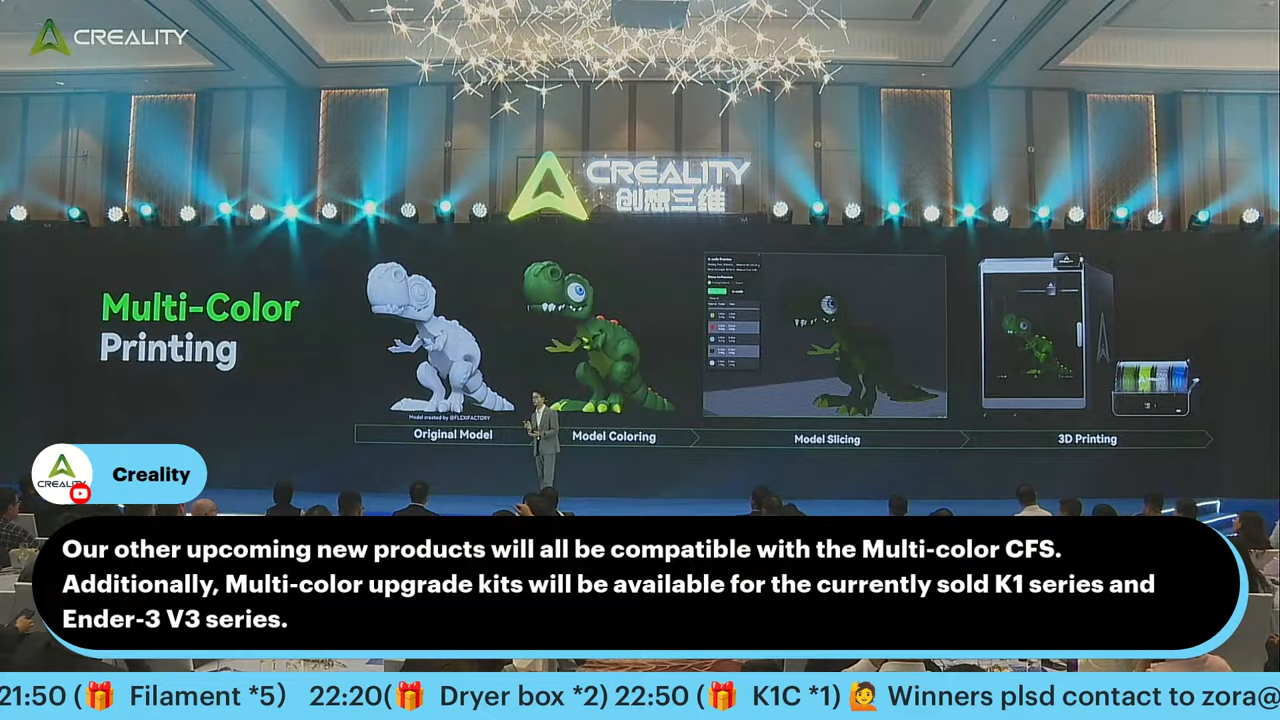 CREALITY
CREALITY
创想三维
Multi-Color
Printing
Model created by @FLEXIFACTORY
Original Model
Model Coloring
Model Slicing
3D Printing
CREALITY
Creality
Our other upcoming new products will all be compatible with the Multi-color CFS.
Additionally, Multi-color upgrade kits will be available for the currently sold K1 series and
Ender-3 V3 series.
21:50 (🎁 Filament *5) 22:20(🎁 Dryer box *2) 22:50 (🎁 K1C *1) 🙋 Winners plsd contact to zora@